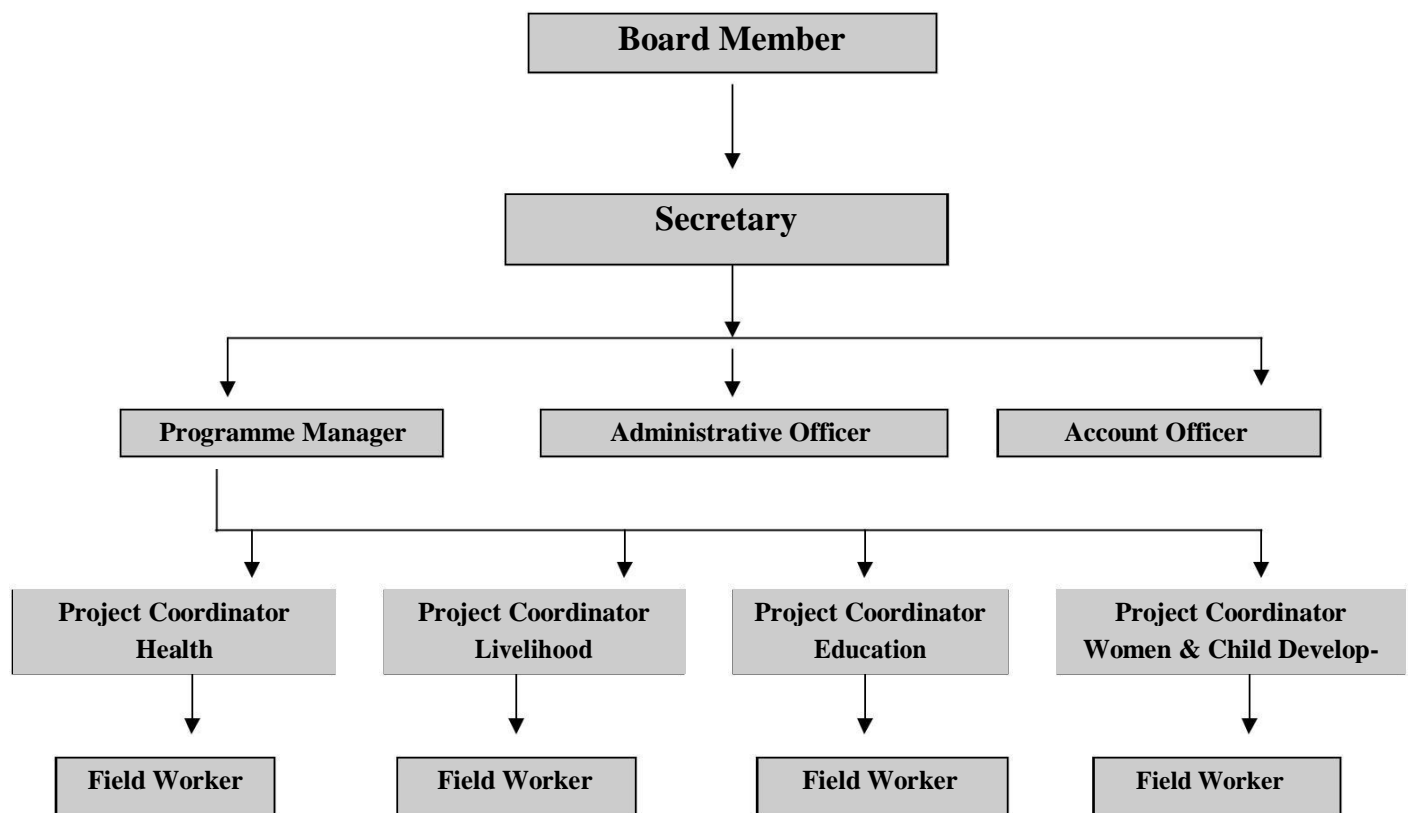 Board Member
Secretary
Programme Manager
Administrative Officer
Account Officer
Project Coordinator
Health
Project Coordinator
Livelihood
Project Coordinator
Education
Project Coordinator
Women & Child Develop-
Field Worker
Field Worker
Field Worker
Field Worker